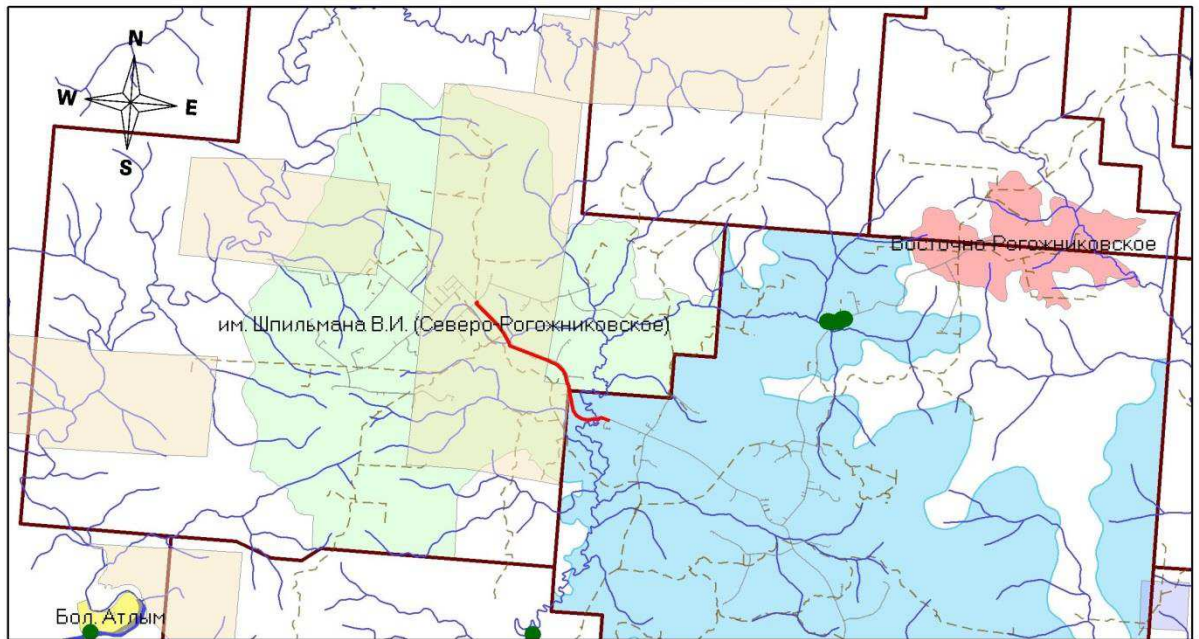 N
W E
S
Восточно-Рогожниковское
им. Шпильмана В.И. (Северо-Рогожниковское)
Бол. Атлым